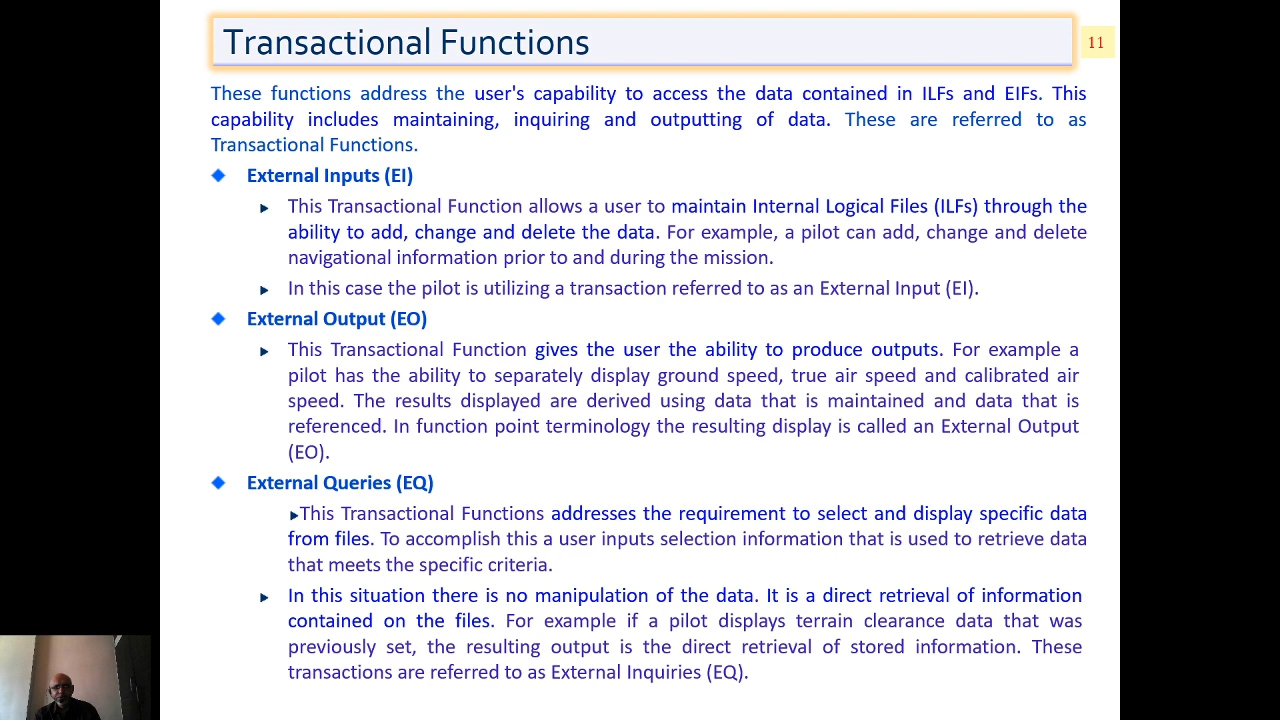 Transactional Functions
11
These functions address the user's capability to access the data contained in ILFs and EIFs. This
capability includes maintaining, inquiring and outputting of data. These are referred to as
Transactional Functions.
External Inputs (EI)
This Transactional Function allows a user to maintain Internal Logical Files (ILFs) through the
ability to add, change and delete the data. For example, a pilot can add, change and delete
navigational information prior to and during the mission.
In this case the pilot is utilizing a transaction referred to as an External Input (EI).
External Output (EO)
This Transactional Function gives the user the ability to produce outputs. For example a
pilot has the ability to separately display ground speed, true air speed and calibrated air
speed. The results displayed are derived using data that is maintained and data that is
referenced. In function point terminology the resulting display is called an External Output
(EO).
External Queries (EQ)
This Transactional Functions addresses the requirement to select and display specific data
from files. To accomplish this a user inputs selection information that is used to retrieve data
that meets the specific criteria.
In this situation there is no manipulation of the data. It is a direct retrieval of information
contained on the files. For example if a pilot displays terrain clearance data that was
previously set, the resulting output is the direct retrieval of stored information. These
transactions are referred to as External Inquiries (EQ).